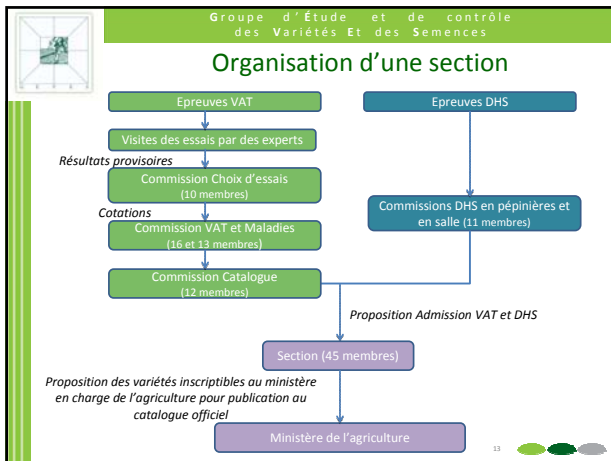 Groupe d'Étude et de contrôle
des Variétés Et des Semences
Organisation d'une section
Epreuves VAT
Epreuves DHS
Visites des essais par des experts
Résultats provisoires
Commission Choix d'essais
(10 membres)
Cotations
Commission VAT et Maladies
(16 et 13 membres)
Commissions DHS en pépinières et
en salle (11 membres)
Commission Catalogue
(12 membres)
Proposition Admission VAT et DHS
Section (45 membres)
Proposition des variétés inscriptibles au ministère
en charge de l'agriculture pour publication au
catalogue officiel
Ministère de l'agriculture
13